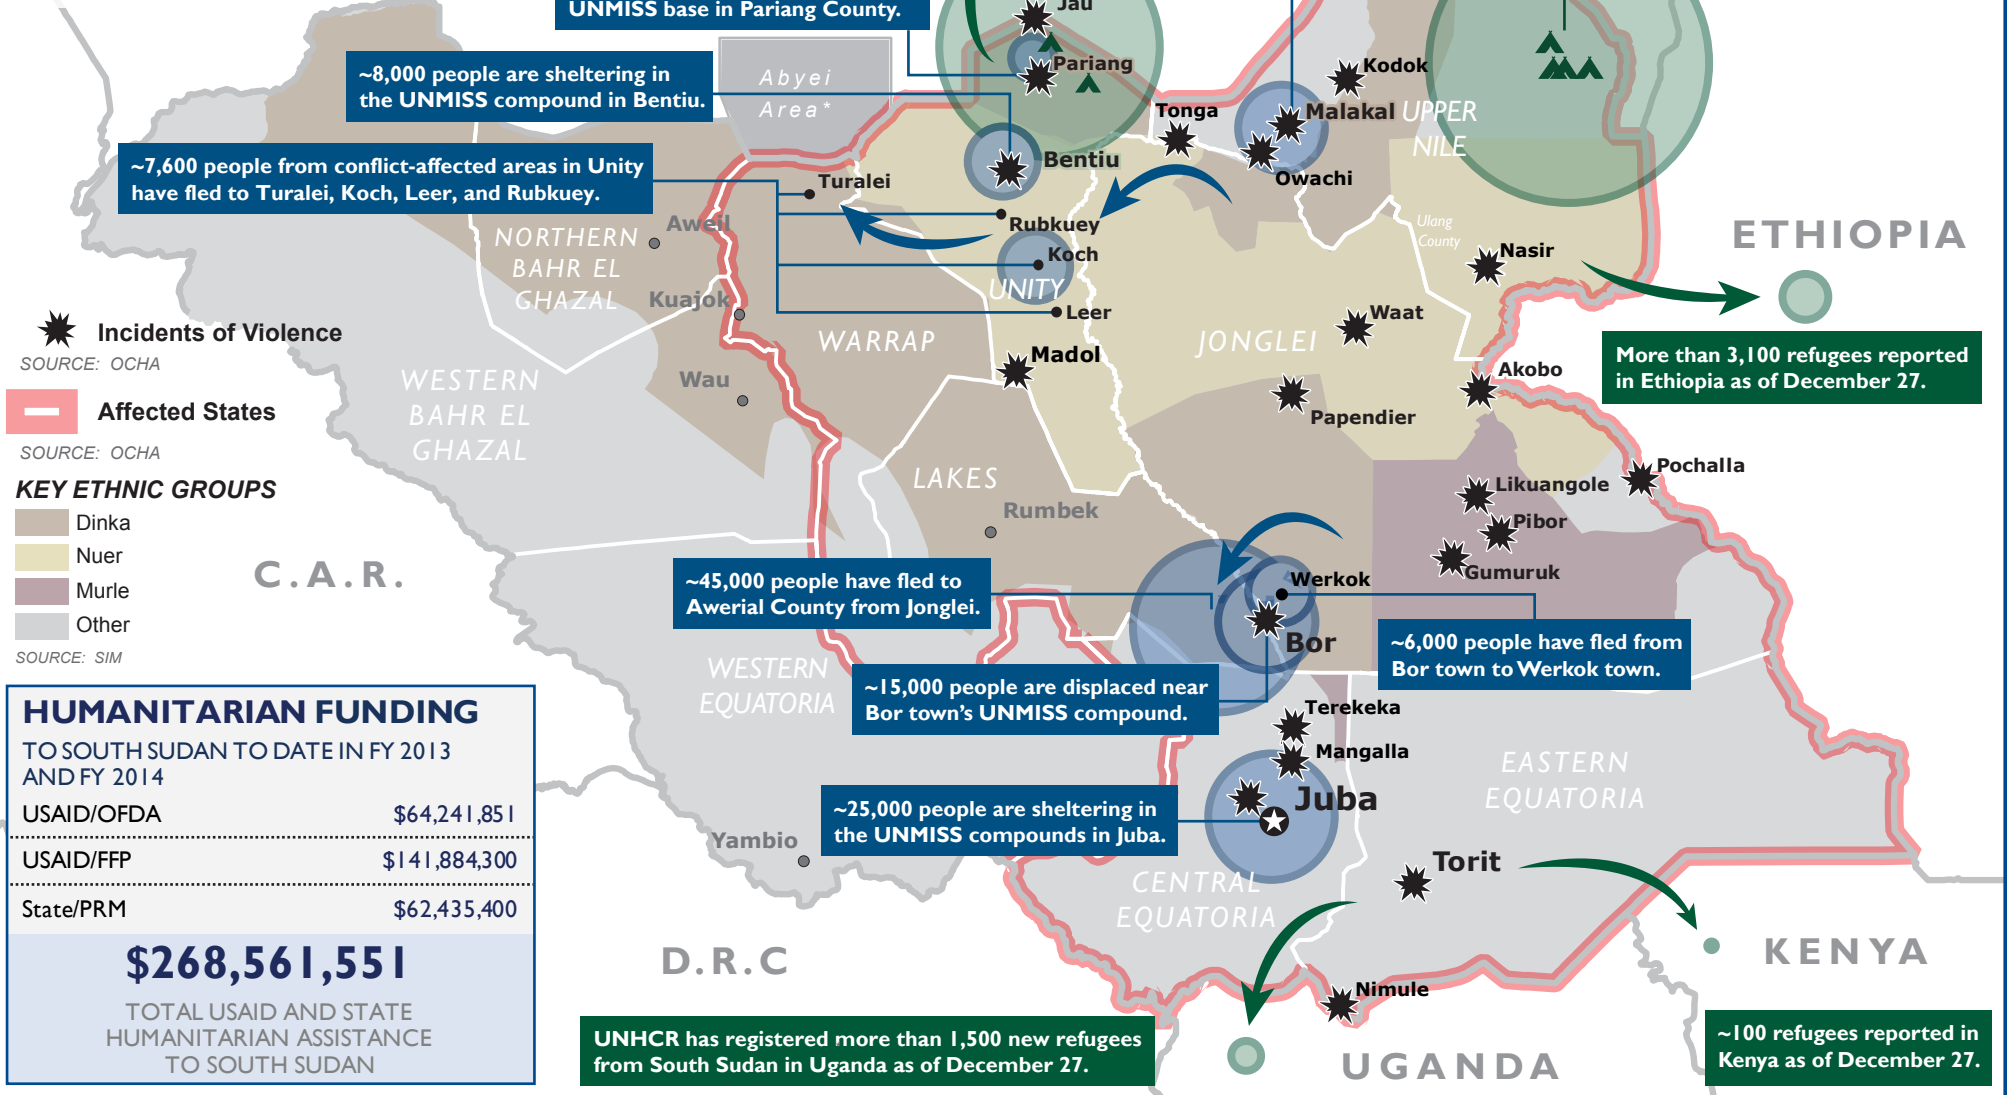 UNMISS base in Pariang County.
Jau
~8,000 people are sheltering in
the UNMISS compound in Bentiu.
Abyei
Area*
Pariang
Kodok
Tonga
Malakal
UPPER
NILE
~7,600 people from conflict-affected areas in Unity
have fled to Turalei, Koch, Leer, and Rubkuey.
Bentiu
Owachi
Turalei
Aweil
Rubkuey
Ulang
County
ETHIOPIA
NORTHERN
BAHR EL
GHAZAL
Koch
Nasir
UNITY
Kuajok
Leer
Waat
Incidents of Violence
SOURCE: OCHA
WARRAP
JONGLEI
Madol
More than 3,100 refugees reported
in Ethiopia as of December 27.
WESTERN
BAHR EL
GHAZAL
Wau
Akobo
Affected States
SOURCE: OCHA
Papendier
Pochalla
LAKES
Likuangole
KEY ETHNIC GROUPS
Dinka
Nuer
Murle
Other
SOURCE: SIM
Rumbek
Pibor
Gumuruk
C.A.R.
~45,000 people have fled to
Awerial County from Jonglei.
Werkok
Bor
~6,000 people have fled from
Bor town to Werkok town.
WESTERN
EQUATORIA
~15,000 people are displaced near
Bor town's UNMISS compound.
Terekeka
Mangalla
HUMANITARIAN FUNDING
TO SOUTH SUDAN TO DATE IN FY 2013
AND FY 2014
USAID/OFDA $64,241,851
USAID/FFP $141,884,300
State/PRM $62,435,400
$268,561,551
TOTAL USAID AND STATE
HUMANITARIAN ASSISTANCE
TO SOUTH SUDAN
EASTERN
EQUATORIA
Juba
~25,000 people are sheltering in
the UNMISS compounds in Juba.
Yambio
Torit
CENTRAL
EQUATORIA
D.R.C
KENYA
Nimule
UNHCR has registered more than 1,500 new refugees
from South Sudan in Uganda as of December 27.
UGANDA
~100 refugees reported in
Kenya as of December 27.